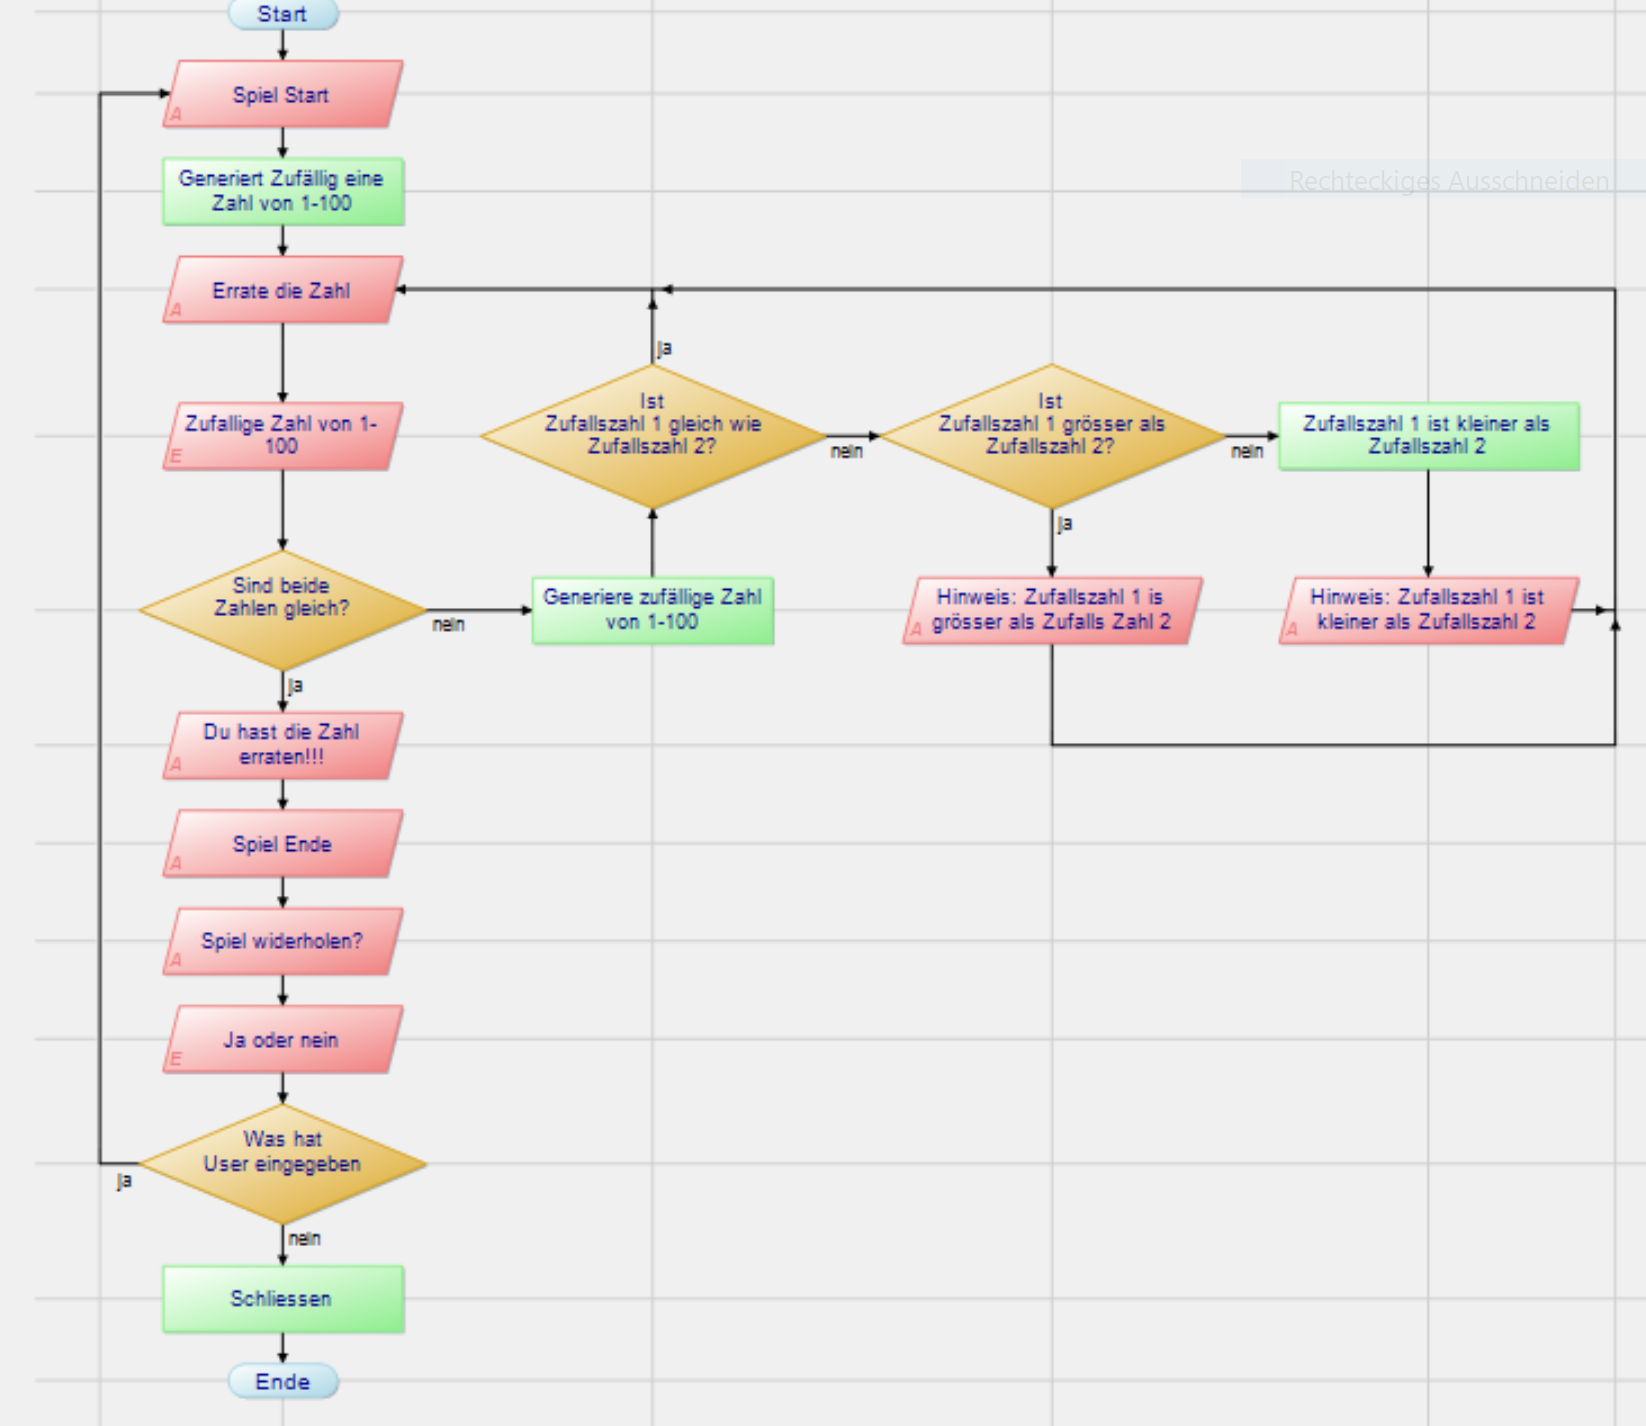 Start
Spiel Start
A
Generiert Zufällig eine
Zahl von 1-100
Rechteckiges Ausschneiden
Errate die Zahl
A
ja
Zufallige Zahl von 1-
100
E
Ist
Zufallszahl 1 gleich wie
Zufallszahl 2?
nein
Ist
Zufallszahl 1 grösser als
Zufallszahl 2?
nein
Zufallszahl 1 ist kleiner als
Zufallszahl 2
ja
Sind beide
Zahlen gleich?
nein
Generiere zufällige Zahl
von 1-100
Hinweis: Zufallszahl 1 is
grösser als Zufalls Zahl 2
A
Hinweis: Zufallszahl 1 ist
kleiner als Zufallszahl 2
A
ja
Du hast die Zahl
erraten!!!
A
Spiel Ende
A
Spiel widerholen?
A
Ja oder nein
E
Was hat
User eingegeben
ja
nein
Schliessen
Ende